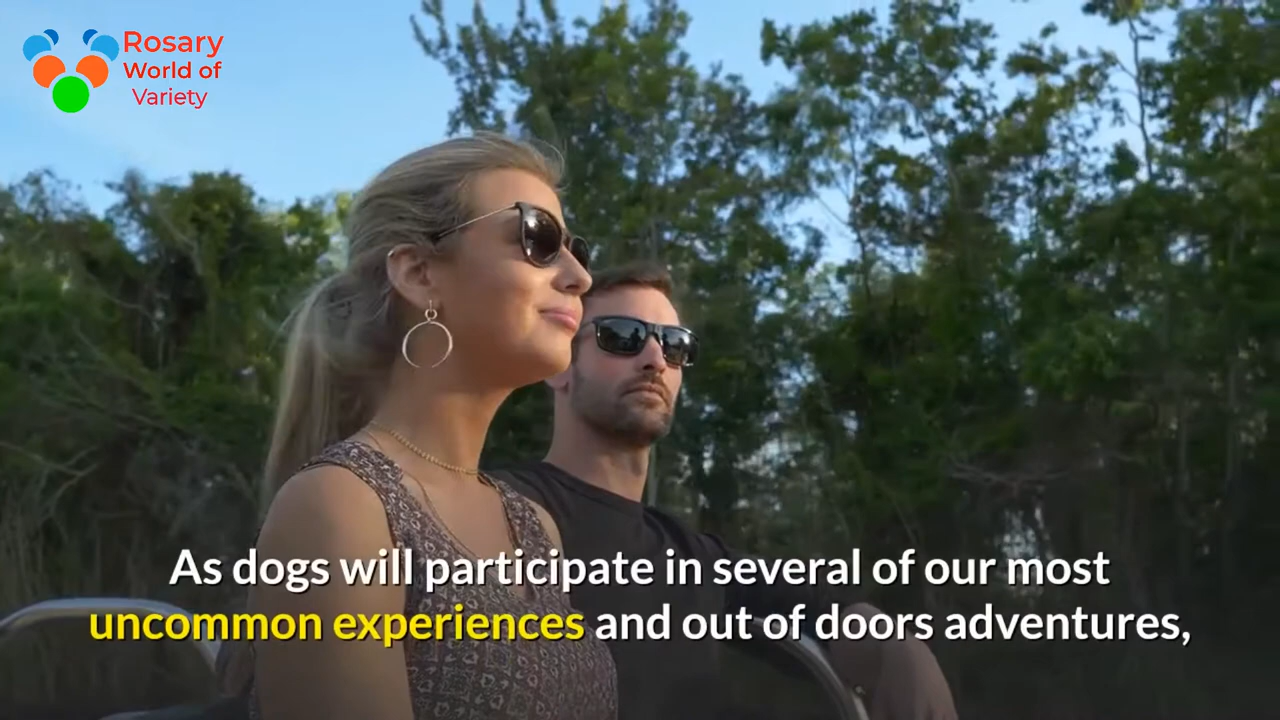 Rosary
World of
Variety
As dogs will participate in several of our most
uncommon experiences and out of doors adventures,